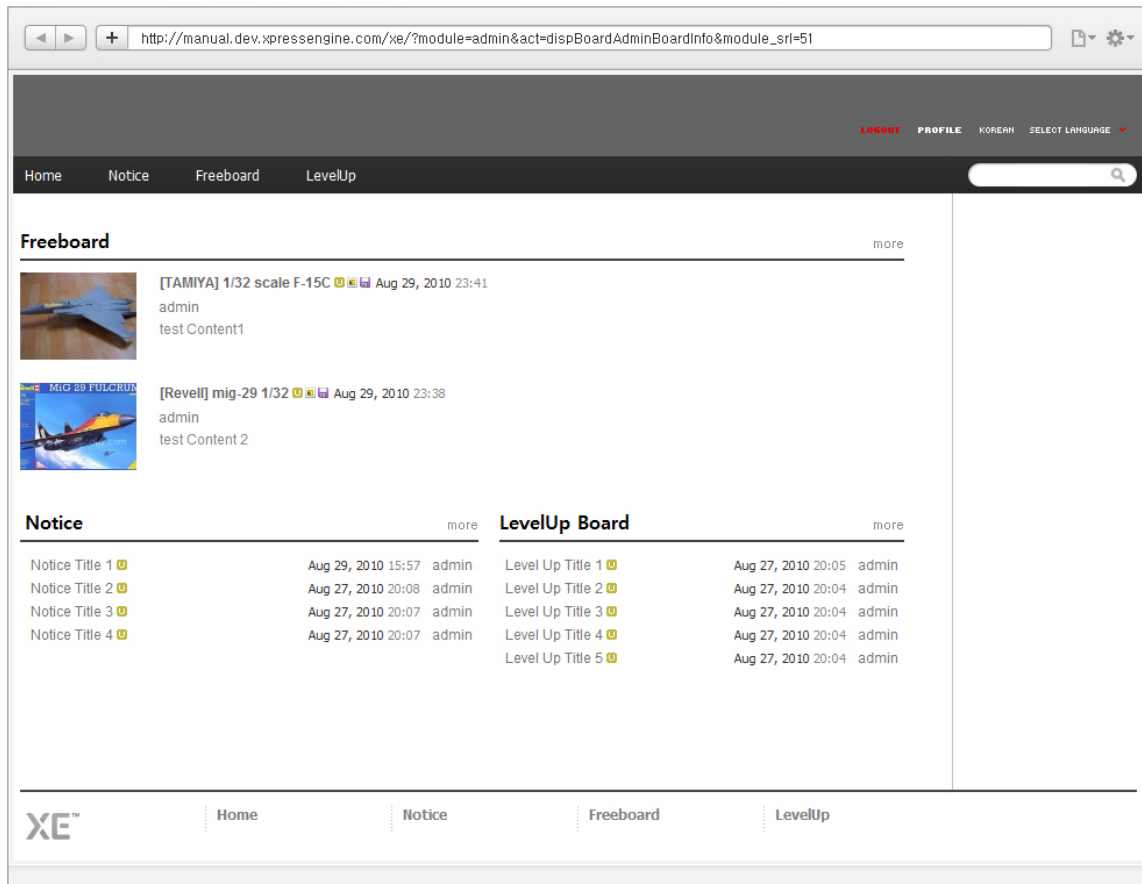 http://manual.dev.xpressengine.com/xe/?module=admin&act=dispBoardAdminBoardInfo&module_srl=51
LOGOUT PROFILE KOREAN SELECT LANGUAGE
Home Notice Freeboard LevelUp
Freeboard more
[TAMIYA] 1/32 scale F-15C Aug 29, 2010 23:41
admin
test Content1
MiG 29 FULCRUM
[Revell] mig-29 1/32 Aug 29, 2010 23:38
admin
test Content 2
Notice more
Notice Title 1 Aug 29, 2010 15:57 admin
Notice Title 2 Aug 27, 2010 20:08 admin
Notice Title 3 Aug 27, 2010 20:07 admin
Notice Title 4 Aug 27, 2010 20:07 admin
LevelUp Board more
Level Up Title 1 Aug 27, 2010 20:05 admin
Level Up Title 2 Aug 27, 2010 20:04 admin
Level Up Title 3 Aug 27, 2010 20:04 admin
Level Up Title 4 Aug 27, 2010 20:04 admin
Level Up Title 5 Aug 27, 2010 20:04 admin
XE™ Home Notice Freeboard LevelUp